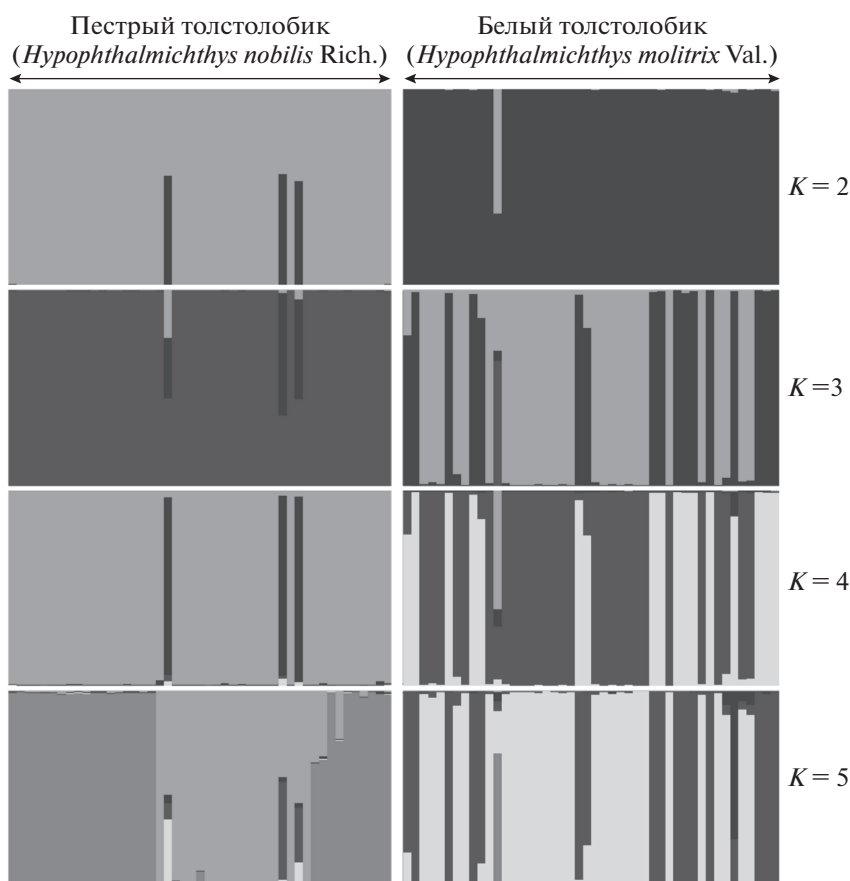 Пестрый толстолобик
(Hypophthalmichthys nobilis Rich.)
Белый толстолобик
(Hypophthalmichthys molitrix Val.)
K = 2
K =3
K = 4
K = 5